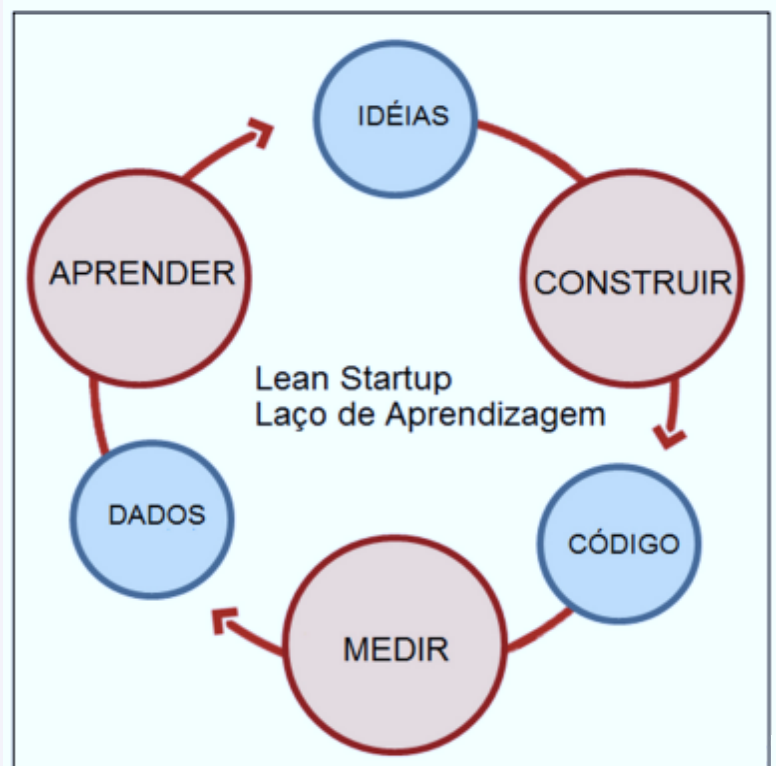 IDÉIAS
APRENDER
CONSTRUIR
Lean Startup
Laço de Aprendizagem
DADOS
CÓDIGO
MEDIR